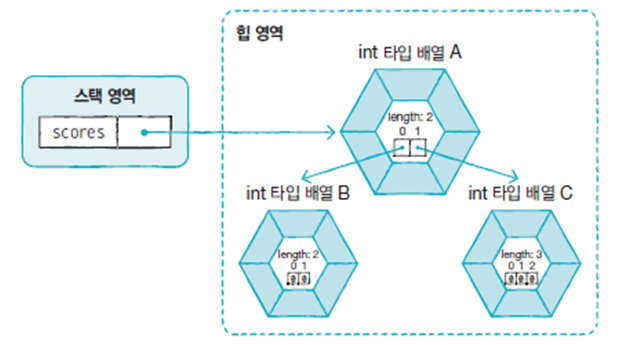 힙 영역
int 타입 배열 A
스택 영역
scores
length: 2
0 1
int 타입 배열 B
int 타입 배열 C
length: 2
0 1
0 0
length: 3
0 1 2
0 0 0